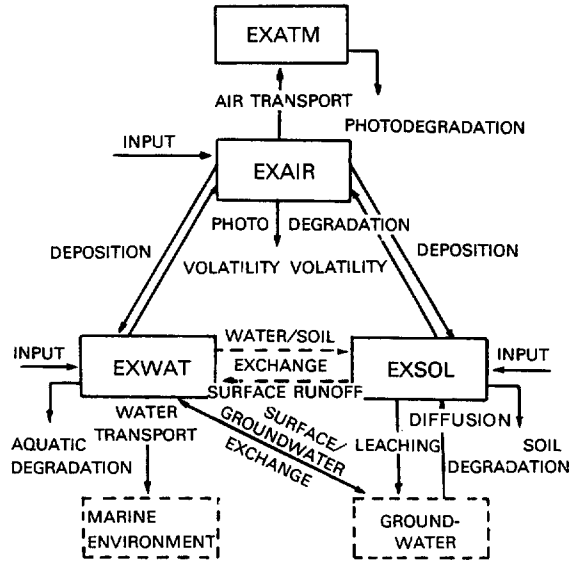 EXATM
AIR TRANSPORT
PHOTODEGRADATION
INPUT
EXAIR
PHOTO DEGRADATION
DEPOSITION
DEPOSITION
VOLATILITY VOLATILITY
WATER/SOIL
INPUT
EXWAT
EXCHANGE
EXSOL
INPUT
SURFACE RUNOFF
WATER
TRANSPORT
SURFACE/
GROUNDWATER
EXCHANGE
DIFFUSION
AQUATIC
DEGRADATION
LEACHING
SOIL
DEGRADATION
MARINE
ENVIRONMENT
GROUND-
WATER